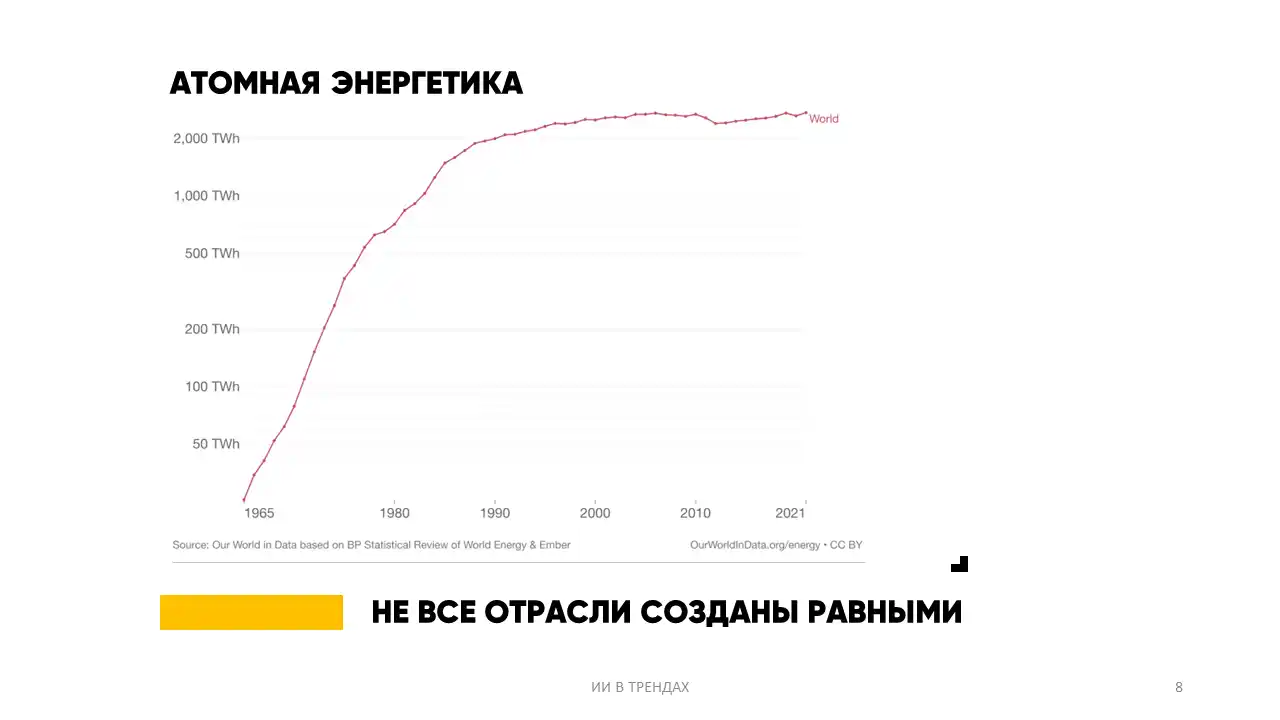 АТОМНАЯ ЭНЕРГЕТИКА
World
2,000 TWh
1,000 TWh
500 TWh
200 TWh
100 TWh
50 TWh
1965 1980 1990 2000 2010 2021
Source: Our World in Data based on BP Statistical Review of World Energy & Ember OurWorldInData.org/energy • CC BY
НЕ ВСЕ ОТРАСЛИ СОЗДАНЫ РАВНЫМИ
ИИ В ТРЕНДАХ 8